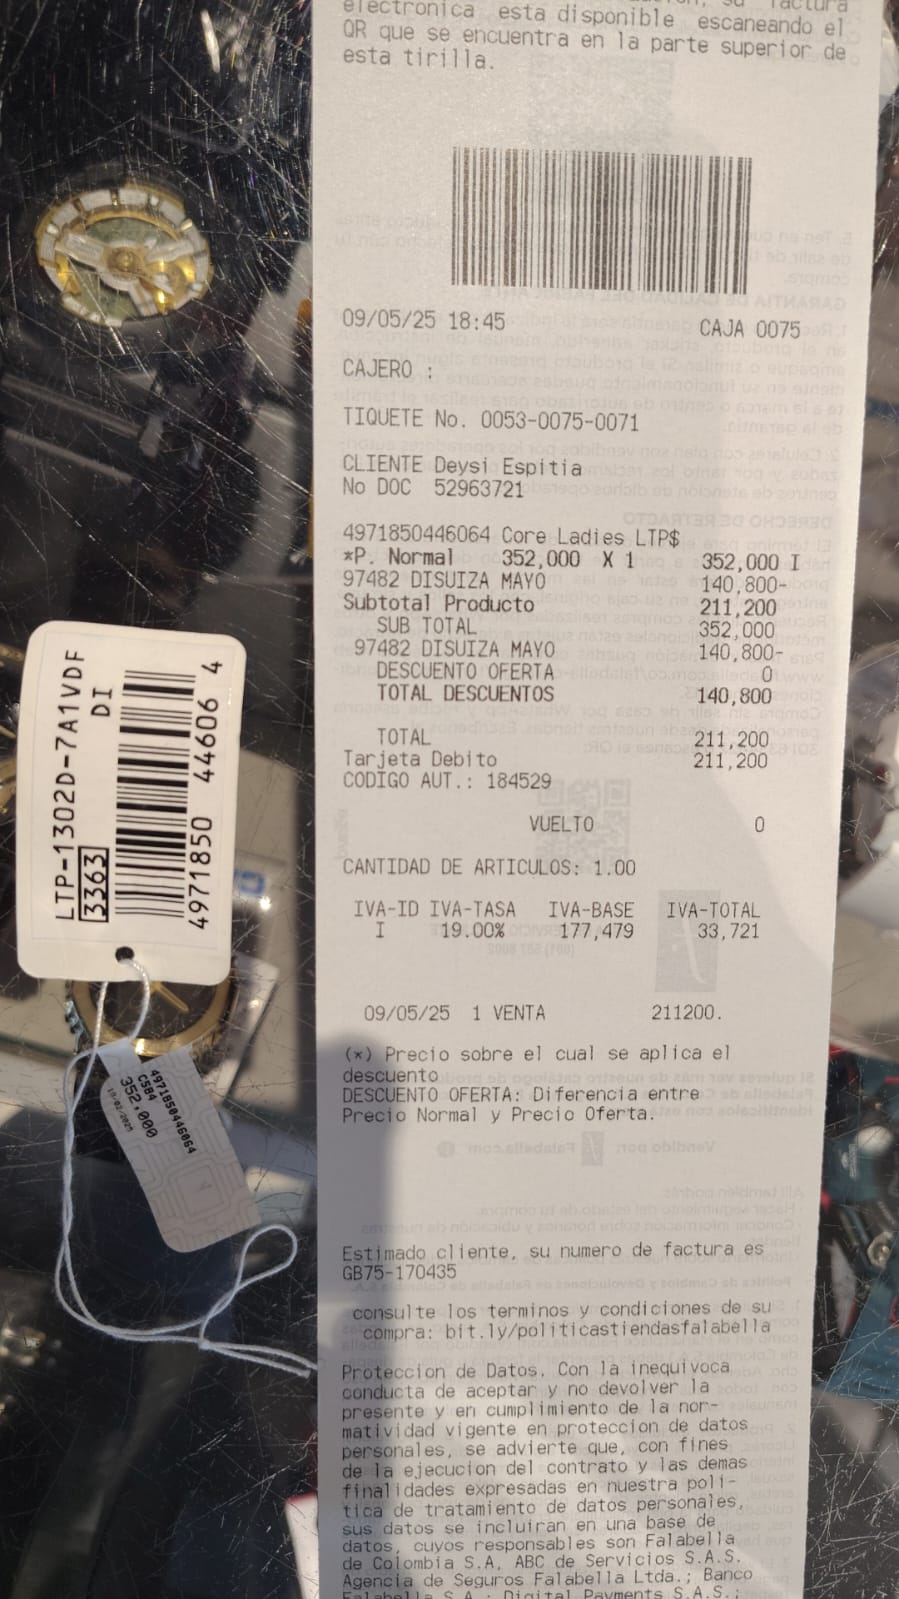 electronica esta disponible escaneando el
QR que se encuentra en la parte superior de
esta tirilla.
09/05/25 18:45 CAJA 0075
CAJERO :
TIQUETE No. 0053-0075-0071
CLIENTE Deysi Espitia
No DOC 52963721
4971850446064 Core Ladies LTP$
*P. Normal 352,000 X 1 352,000 I
97482 DISUIZA MAYO 140,800-
Subtotal Producto 211,200
SUB TOTAL 352,000
97482 DISUIZA MAYO 140,800-
DESCUENTO OFERTA 0
TOTAL DESCUENTOS 140,800
TOTAL 211,200
Tarjeta Debito 211,200
CODIGO AUT.: 184529
VUELTO 0
CANTIDAD DE ARTICULOS: 1.00
IVA-ID IVA-TASA IVA-BASE IVA-TOTAL
I 19.00% 177,479 33,721
09/05/25 1 VENTA 211200.
(*) Precio sobre el cual se aplica el
descuento
DESCUENTO OFERTA: Diferencia entre
Precio Normal y Precio Oferta.
Estimado cliente, su numero de factura es
GB75-170435
consulte los terminos y condiciones de su
compra: bit.ly/politicastiendasfalabella
Proteccion de Datos. Con la inequivoca
conducta de aceptar y no devolver la
presente y en cumplimiento de la nor-
matividad vigente en proteccion de datos
personales, se advierte que, con fines
de la ejecucion del contrato y las demas
finalidades expresadas en nuestra poli-
tica de tratamiento de datos personales,
sus datos se incluiran en una base de
datos, cuyos responsables son Falabella
de Colombia S.A, ABC de Servicios S.A.S.
Agencia de Seguros Falabella Ltda.; Banco
Falabella S.A.; Digital Payments S.A.S.;
LTP-1302D-7A1VDF
DI
3363
4971850 44606 4
4971850446064
C584
352,000